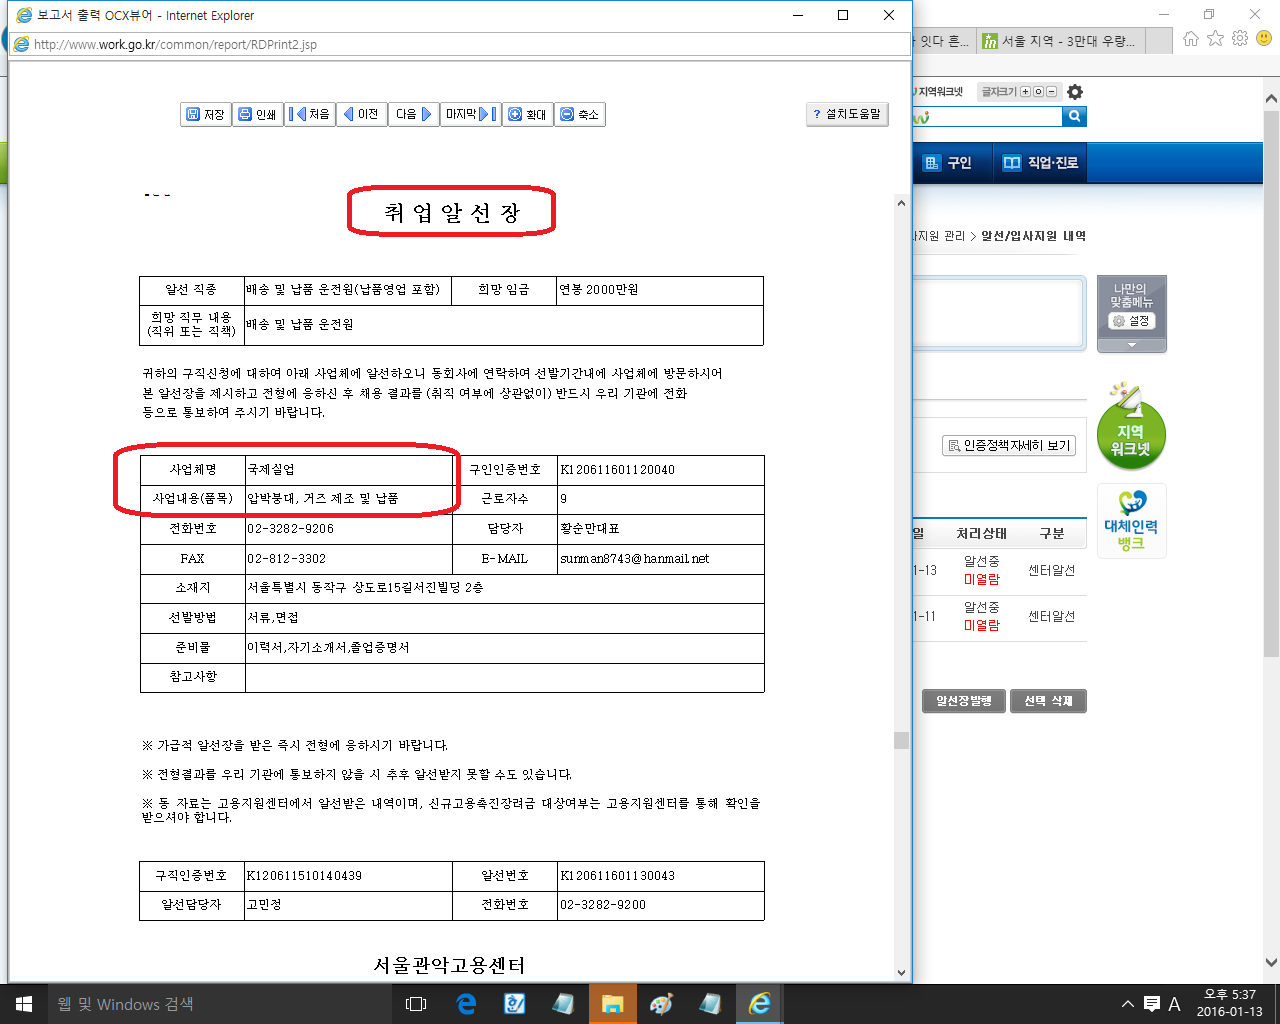 보고서 출력 OCX뷰어 - Internet Explorer
http://www.work.go.kr/common/report/RDPrint2.jsp
저장 인쇄 처음 이전 다음 마지막 확대 축소
? 설치도움말
취업알선장
알선 직종 배송 및 납품 운전원(납품영업 포함) 희망 임금 연봉 2000만원
희망 직무 내용
(직위 또는 직책) 배송 및 납품 운전원
귀하의 구직신청에 대하여 아래 사업체에 알선하오니 동회사에 연락하여 선발기간내에 사업체에 방문하시어
본 알선장을 제시하고 전형에 응하신 후 채용 결과를 (취직 여부에 상관없이) 반드시 우리 기관에 전화
등으로 통보하여 주시기 바랍니다.
사업체명 국제실업 구인인증번호 K120611601120040
사업내용(품목) 압박붕대, 거즈 제조 및 납품 근로자수 9
전화번호 02-3282-9206 담당자 황순만대표
FAX 02-812-3302 E-MAIL sunman8743@hanmail.net
소재지 서울특별시 동작구 상도로15길서진빌딩 2층
선발방법 서류,면접
준비물 이력서,자기소개서,졸업증명서
참고사항
※ 가급적 알선장을 받은 즉시 전형에 응하시기 바랍니다.
※ 전형결과를 우리 기관에 통보하지 않을 시 추후 알선받지 못할 수도 있습니다.
※ 동 자료는 고용지원센터에서 알선받은 내역이며, 신규고용촉진장려금 대상여부는 고용지원센터를 통해 확인을
받으셔야 합니다.
구직인증번호 K120611510140439 알선번호 K120611601130043
알선담당자 고민정 전화번호 02-3282-9200
서울관악고용센터
잇다 흔...
서울 지역 - 3만대 우량...
지역워크넷 글자크기
구인 직업·진로
사지원 관리 > 알선/입사지원 내역
나만의
맞춤메뉴
설정
지역
워크넷
인증정책자세히 보기
대체인력
뱅크
일 처리상태 구분
1-13 알선중
미열람 센터알선
1-11 알선중
미열람 센터알선
알선장발행 선택 삭제
웹 및 Windows 검색
A
오후 5:37
2016-01-13